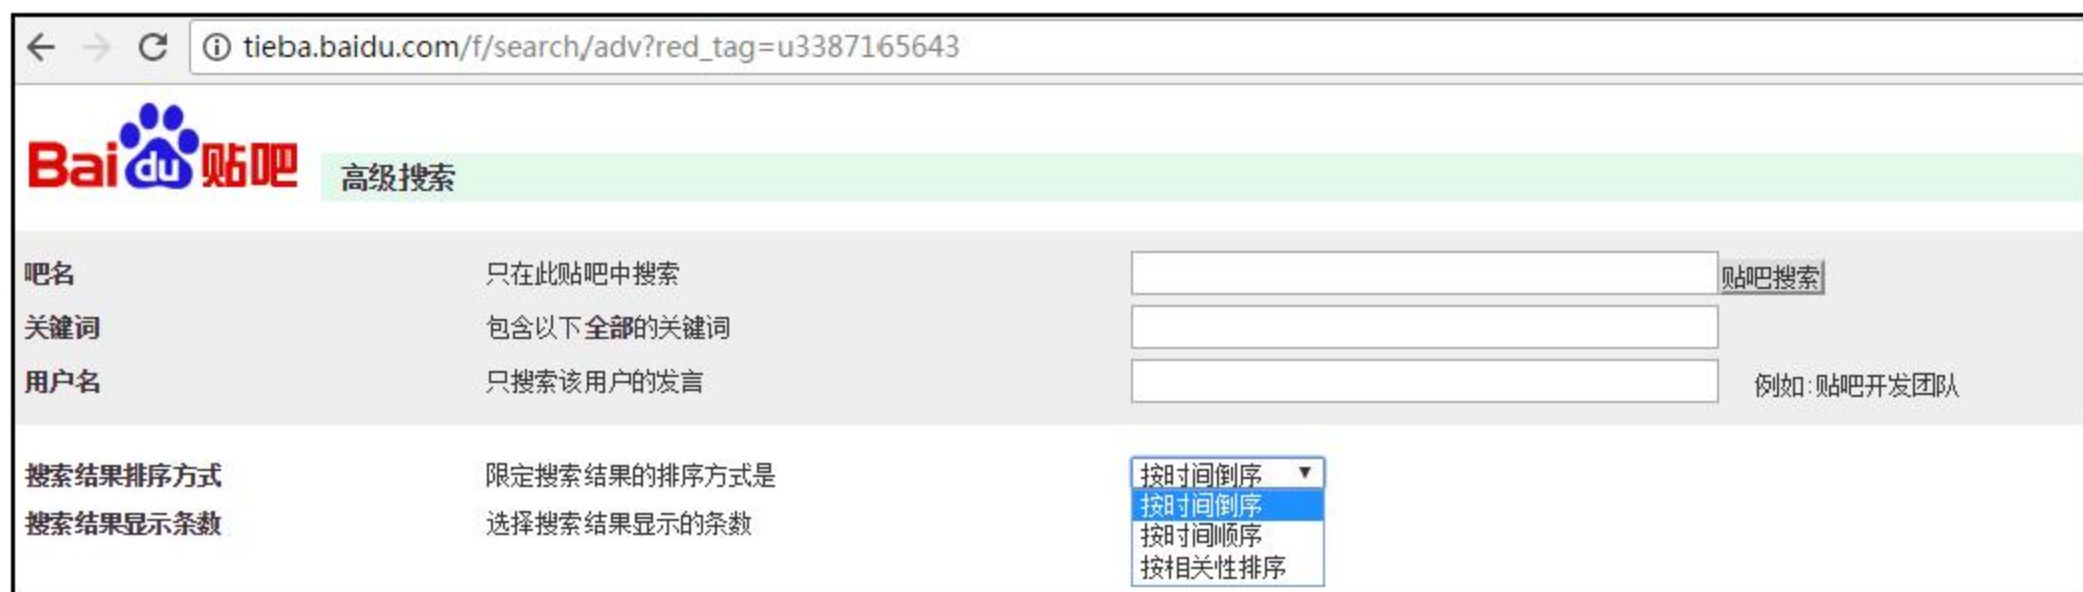 tieba.baidu.com/f/search/adv?red_tag=u3387165643
Bai du 贴吧 高级搜索
吧名 只在此贴吧中搜索 贴吧搜索
关键词 包含以下全部的关键词
用户名 只搜索该用户的发言 例如:贴吧开发团队
搜索结果排序方式 限定搜索结果的排序方式是 按时间倒序
按时间倒序
搜索结果显示条数 选择搜索结果显示的条数 按时间顺序
按相关性排序